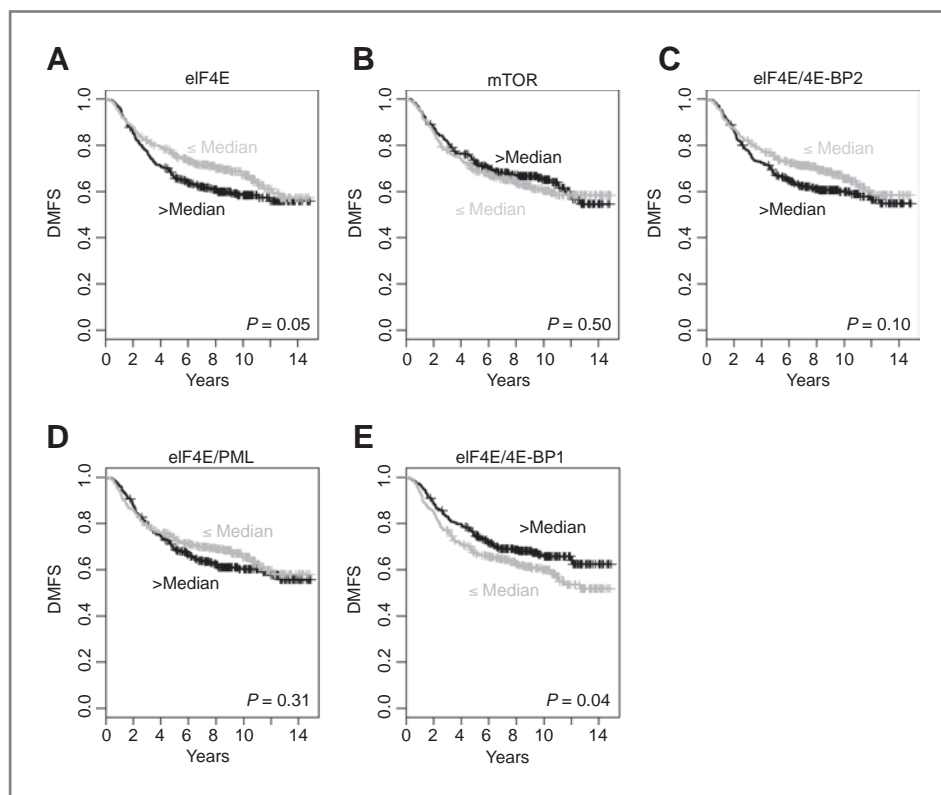 A
eIF4E
DMFS
1.0
0.8
0.6
0.4
0.2
0.0
≤ Median
>Median
P = 0.05
0 2 4 6 8 10 14
Years
B
mTOR
DMFS
1.0
0.8
0.6
0.4
0.2
0.0
>Median
≤ Median
P = 0.50
0 2 4 6 8 10 14
Years
C
eIF4E/4E-BP2
DMFS
1.0
0.8
0.6
0.4
0.2
0.0
≤ Median
>Median
P = 0.10
0 2 4 6 8 10 14
Years
D
eIF4E/PML
DMFS
1.0
0.8
0.6
0.4
0.2
0.0
≤ Median
>Median
P = 0.31
0 2 4 6 8 10 14
Years
E
eIF4E/4E-BP1
DMFS
1.0
0.8
0.6
0.4
0.2
0.0
>Median
≤ Median
P = 0.04
0 2 4 6 8 10 14
Years